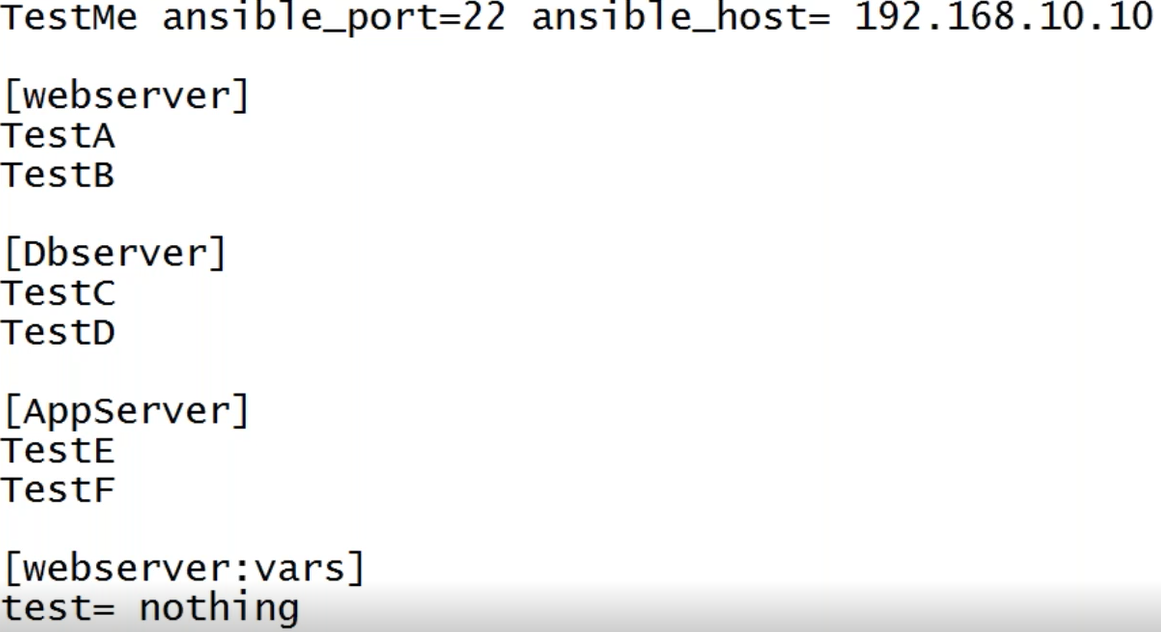 TestMe ansible_port=22 ansible_host= 192.168.10.10
[webserver]
TestA
TestB
[Dbserver]
TestC
TestD
[AppServer]
TestE
TestF
[webserver:vars]
test= nothing